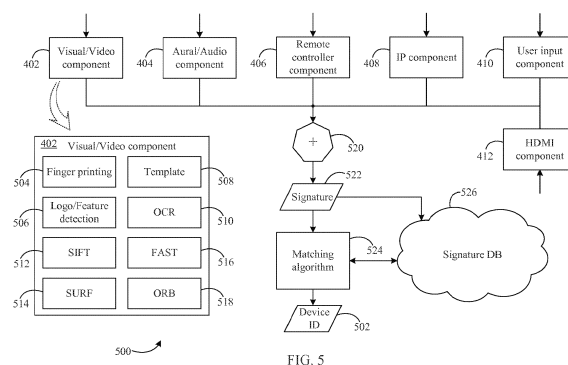 402
Visual/Video
component
404
Aural/Audio
component
406
Remote
controller
component
408
IP component
410
User input
component
412
HDMI
component
+
520
522
Signature
526
Signature DB
Matching
algorithm
524
Device
ID
502
402
Visual/Video component
504
Finger printing
Template
508
506
Logo/Feature
detection
OCR
510
512
SIFT
FAST
516
514
SURF
ORB
518
500
FIG. 5